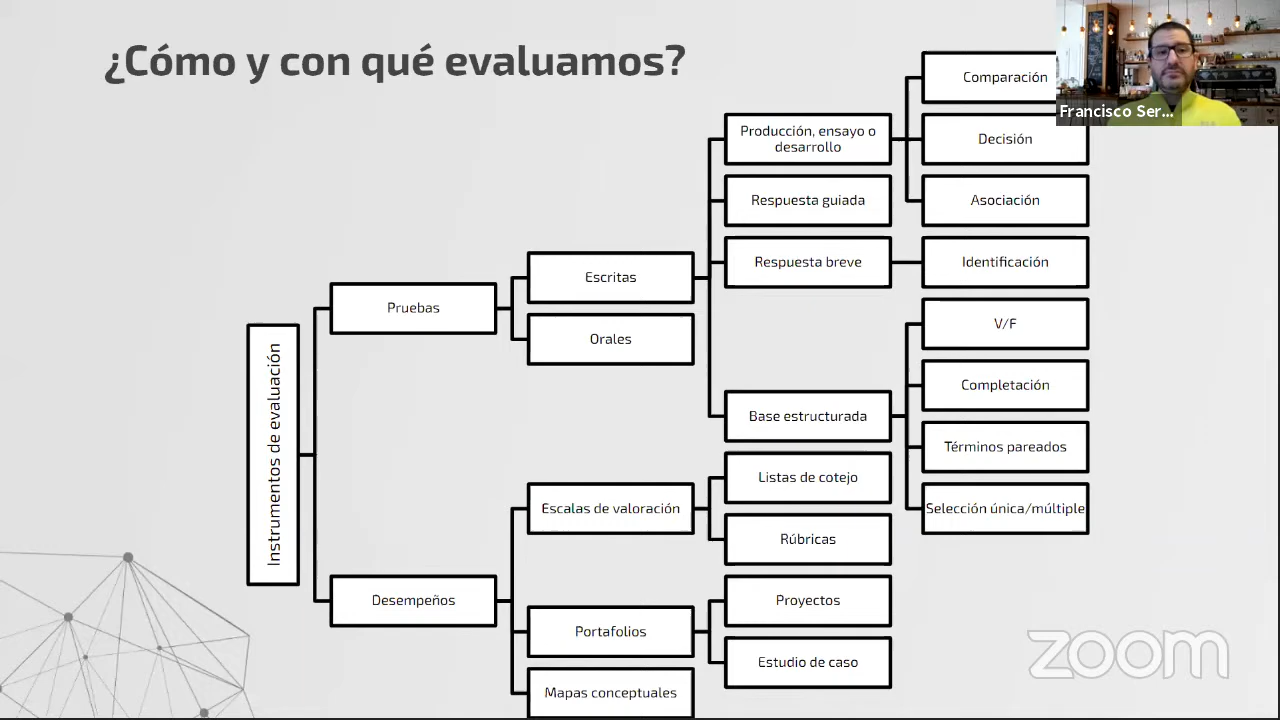 ¿Cómo y con qué evaluamos?
Francisco Ser...
Instrumentos de evaluación
Pruebas
Escritas
Orales
Producción, ensayo o
desarrollo
Comparación
Decisión
Asociación
Respuesta guiada
Respuesta breve
Identificación
Base estructurada
V/F
Completación
Términos pareados
Selección única/múltiple
Desempeños
Escalas de valoración
Listas de cotejo
Rúbricas
Portafolios
Proyectos
Estudio de caso
Mapas conceptuales
zoom